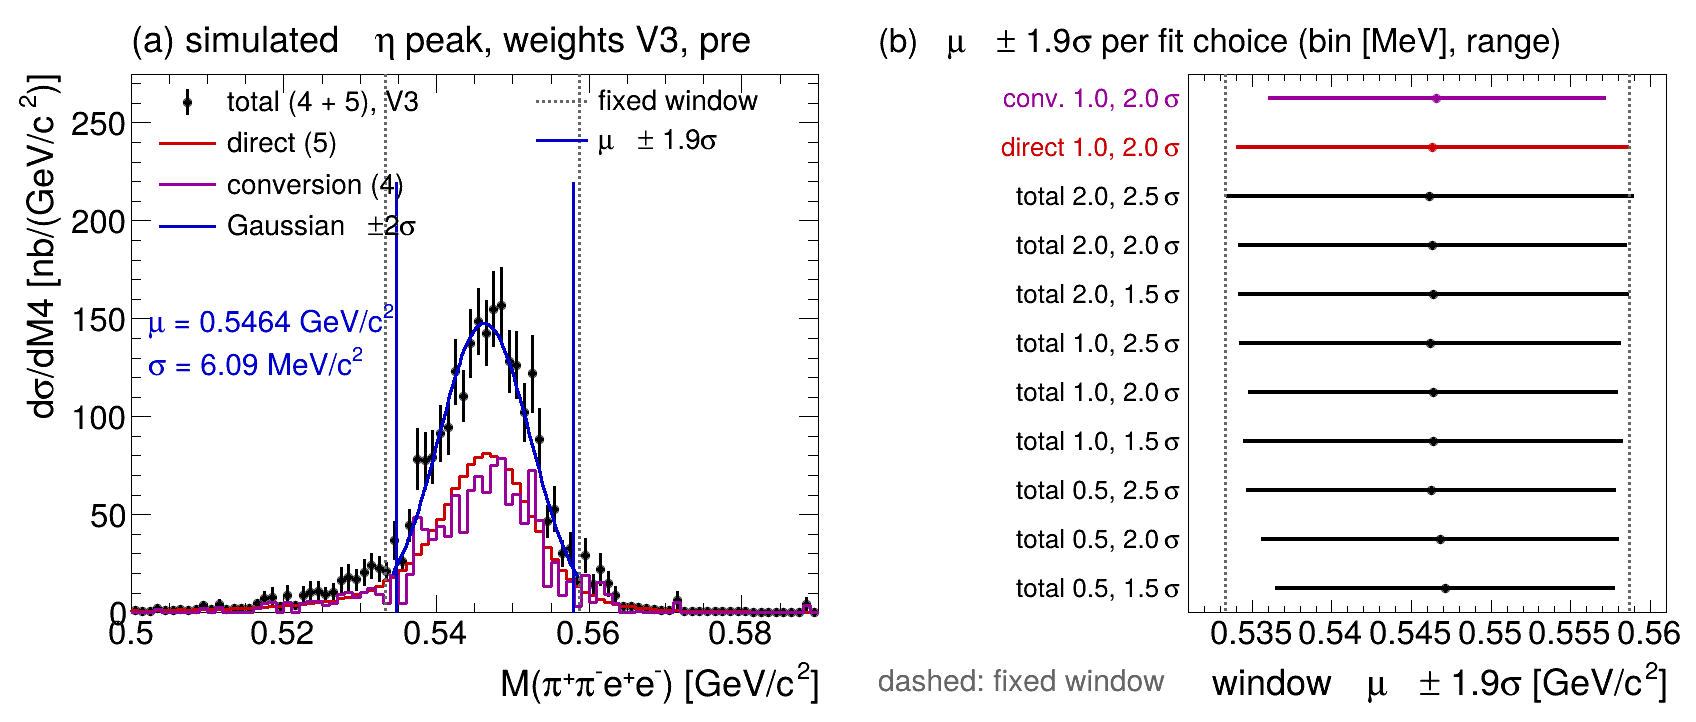 (a) simulated η peak, weights V3, pre
dσ/dM4 [nb/(GeV/c²)]
total (4 + 5), V3
direct (5)
conversion (4)
Gaussian ±2σ
fixed window
μ ± 1.9σ
μ = 0.5464 GeV/c²
σ = 6.09 MeV/c²
250
200
150
100
50
0
0.5 0.52 0.54 0.56 0.58
M(π⁺π⁻e⁺e⁻) [GeV/c²]
(b) μ ± 1.9σ per fit choice (bin [MeV], range)
conv. 1.0, 2.0 σ
direct 1.0, 2.0 σ
total 2.0, 2.5 σ
total 2.0, 2.0 σ
total 2.0, 1.5 σ
total 1.0, 2.5 σ
total 1.0, 2.0 σ
total 1.0, 1.5 σ
total 0.5, 2.5 σ
total 0.5, 2.0 σ
total 0.5, 1.5 σ
0.535 0.54 0.545 0.55 0.555 0.56
dashed: fixed window
window μ ± 1.9σ [GeV/c²]